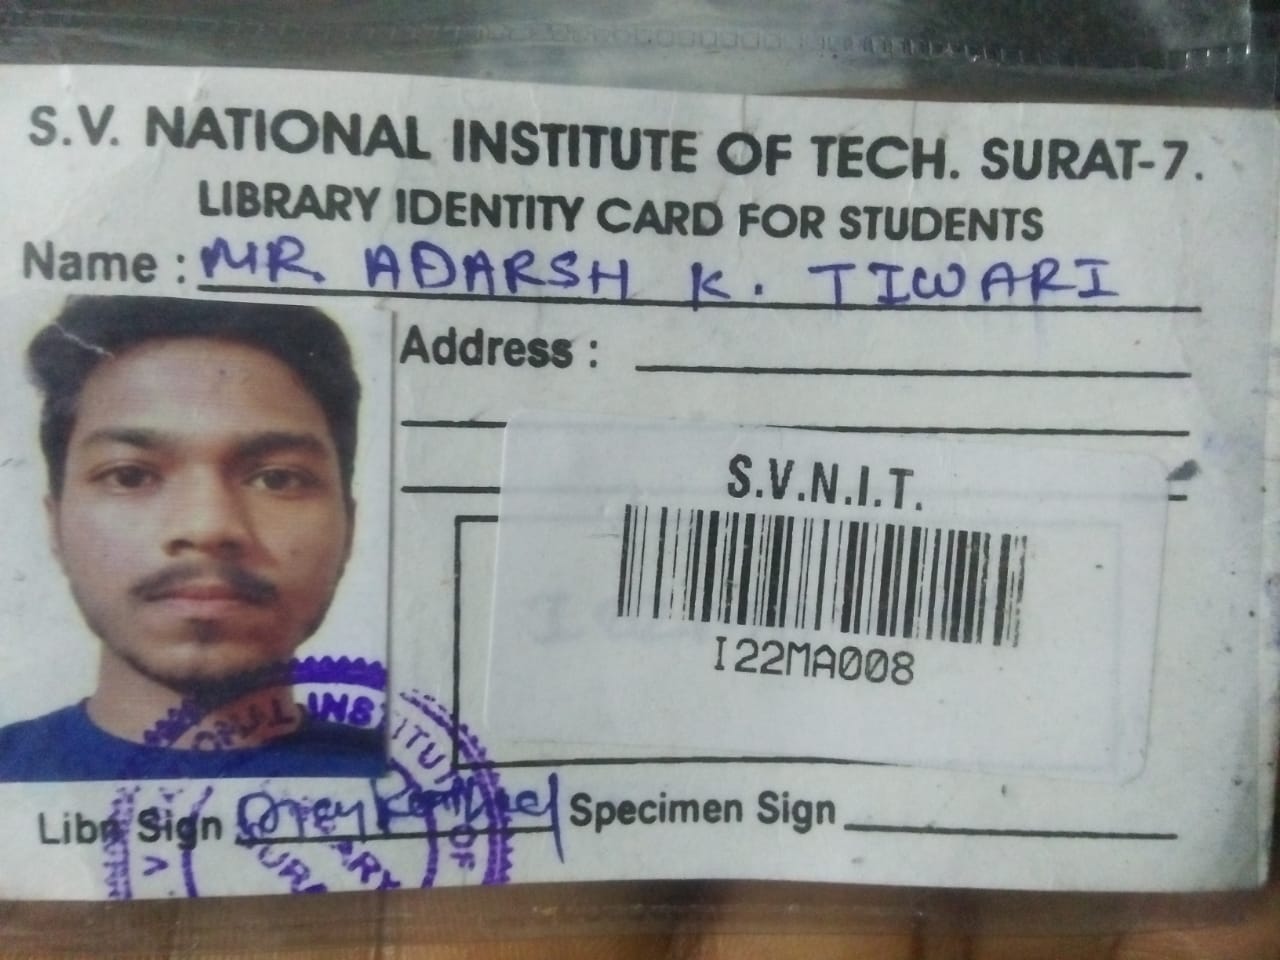 S.V. NATIONAL INSTITUTE OF TECH. SURAT-7.
LIBRARY IDENTITY CARD FOR STUDENTS
Name : MR. ADARSH K. TIWARI
Address :
S.V.N.I.T.
I22MA008
Libr Sign
Specimen Sign